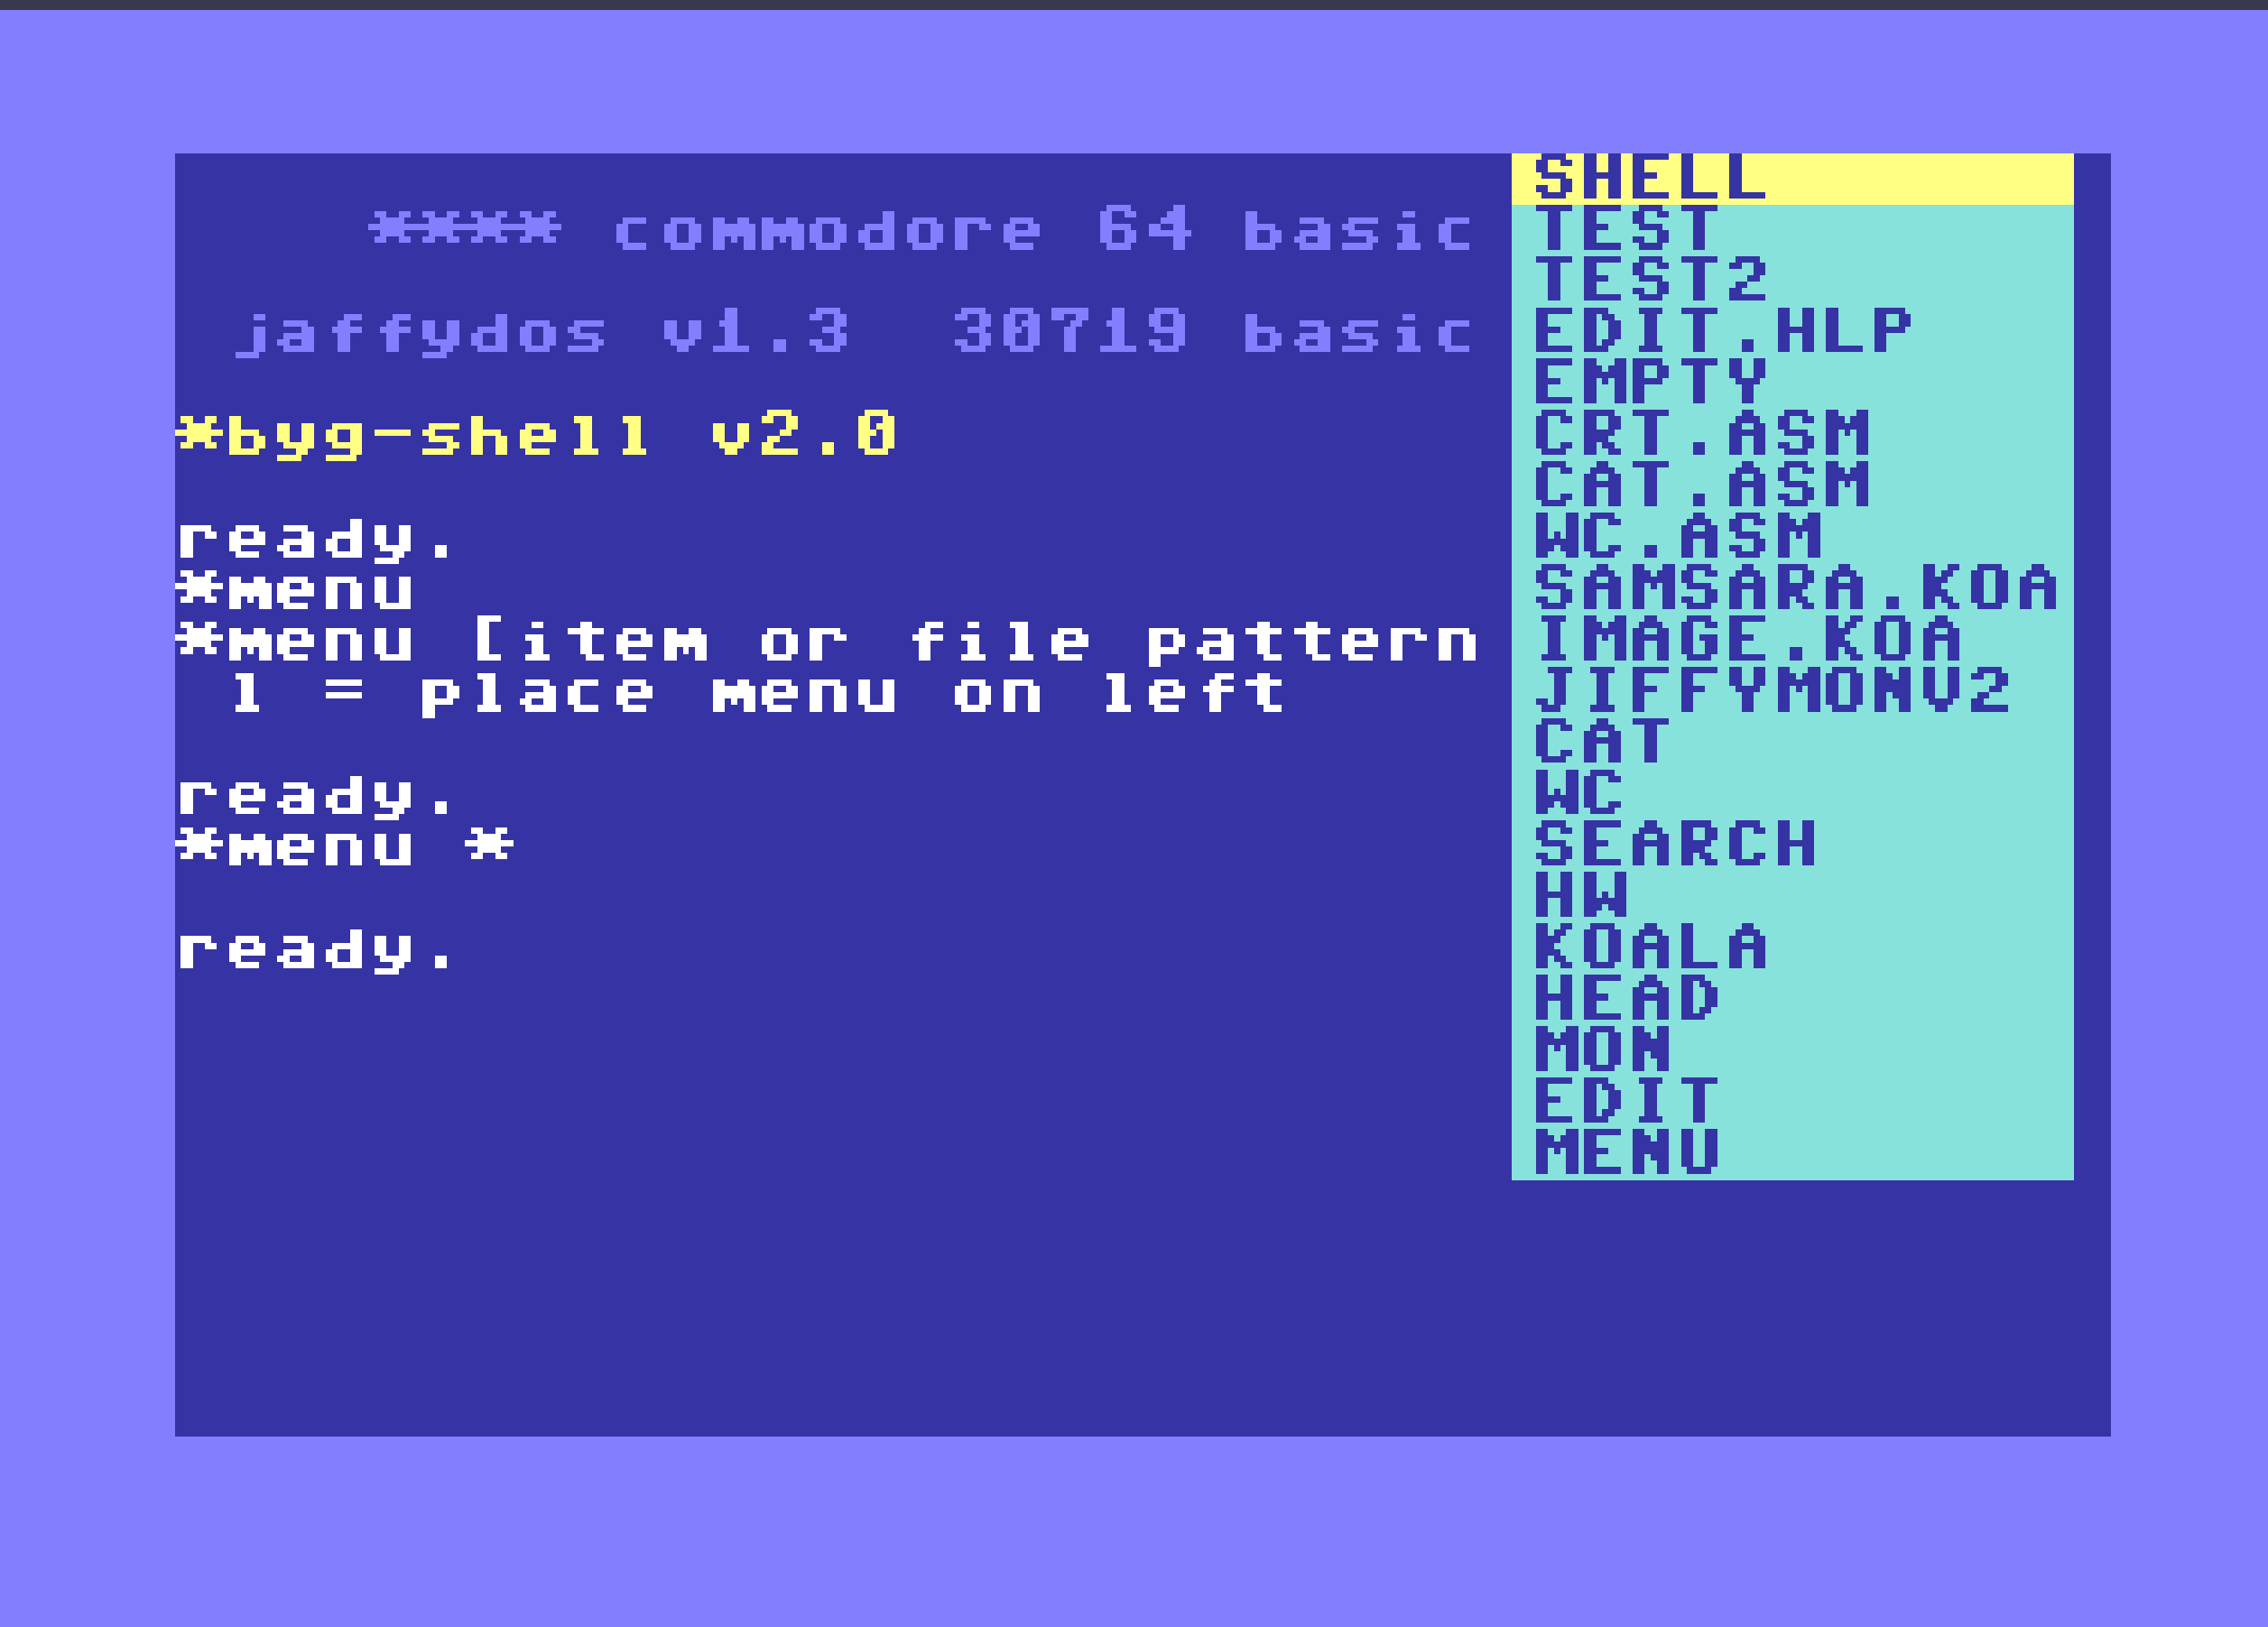 **** commodore 64 basic
jaffydos v1.3  30719 basic
*byg-shell v2.0
ready.
*menu
*menu [item or file pattern
 l = place menu on left
ready.
*menu *
ready.
SHELL
TEST
TEST2
EDIT.HLP
EMPTY
CRT.ASM
CAT.ASM
WC.ASM
SAMSARA.KOA
IMAGE.KOA
JIFFYMONV2
CAT
WC
SEARCH
HW
KOALA
HEAD
MON
EDIT
MENU